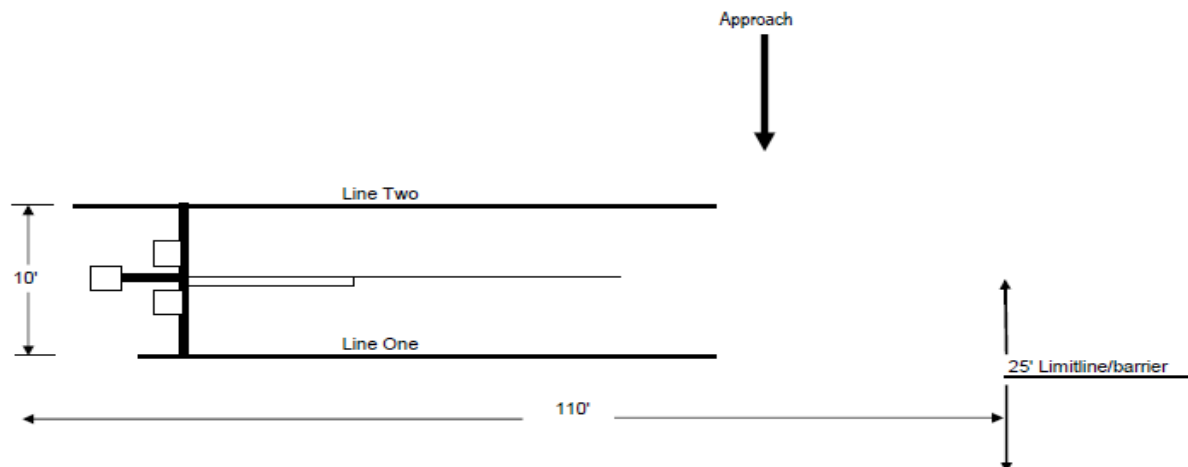 Approach
Line Two
10'
Line One
25' Limitline/barrier
110'